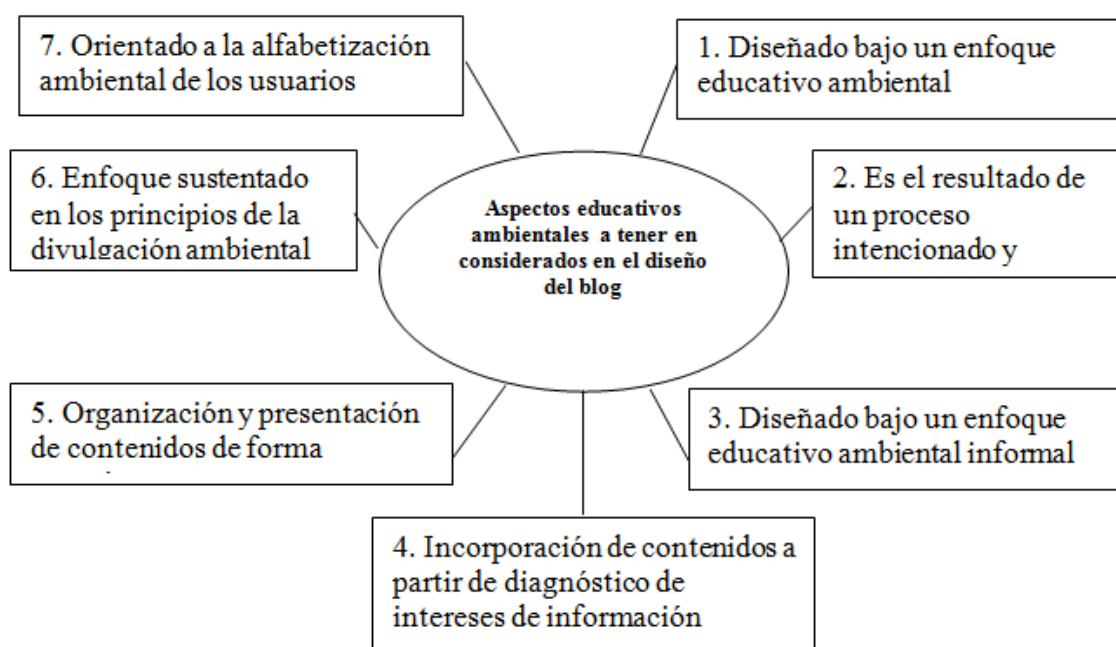 7. Orientado a la alfabetización
ambiental de los usuarios
1. Diseñado bajo un enfoque
educativo ambiental
6. Enfoque sustentado
en los principios de la
divulgación ambiental
Aspectos educativos
ambientales a tener en
considerados en el diseño
del blog
2. Es el resultado de
un proceso
intencionado y
5. Organización y presentación
de contenidos de forma
3. Diseñado bajo un enfoque
educativo ambiental informal
4. Incorporación de contenidos a
partir de diagnóstico de
intereses de información